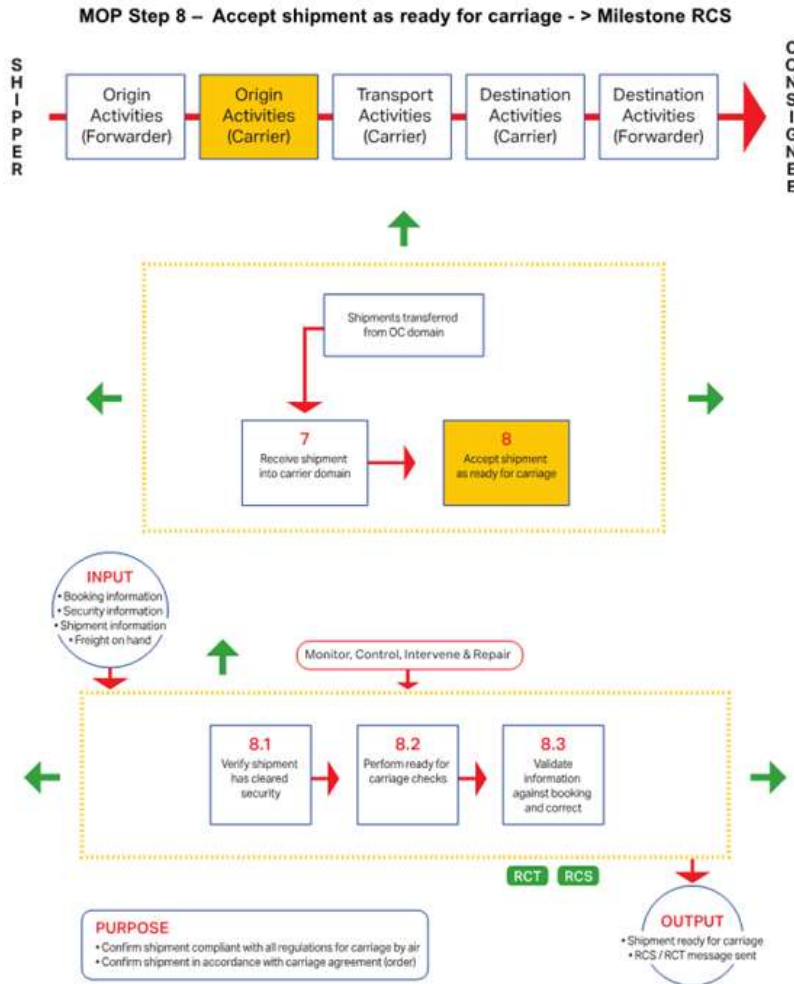 MOP Step 8 – Accept shipment as ready for carriage - > Milestone RCS
SHIPPER
Origin
Activities
(Forwarder)
Origin
Activities
(Carrier)
Transport
Activities
(Carrier)
Destination
Activities
(Carrier)
Destination
Activities
(Forwarder)
CONSIGNEE
Shipments transferred
from OC domain
7
Receive shipment
into carrier domain
8
Accept shipment
as ready for carriage
INPUT
• Booking information
• Security information
• Shipment information
• Freight on hand
Monitor, Control, Intervene & Repair
8.1
Verify shipment
has cleared
security
8.2
Perform ready for
carriage checks
8.3
Validate
information
against booking
and correct
RCT
RCS
PURPOSE
• Confirm shipment compliant with all regulations for carriage by air
• Confirm shipment in accordance with carriage agreement (order)
OUTPUT
• Shipment ready for carriage
• RCS / RCT message sent